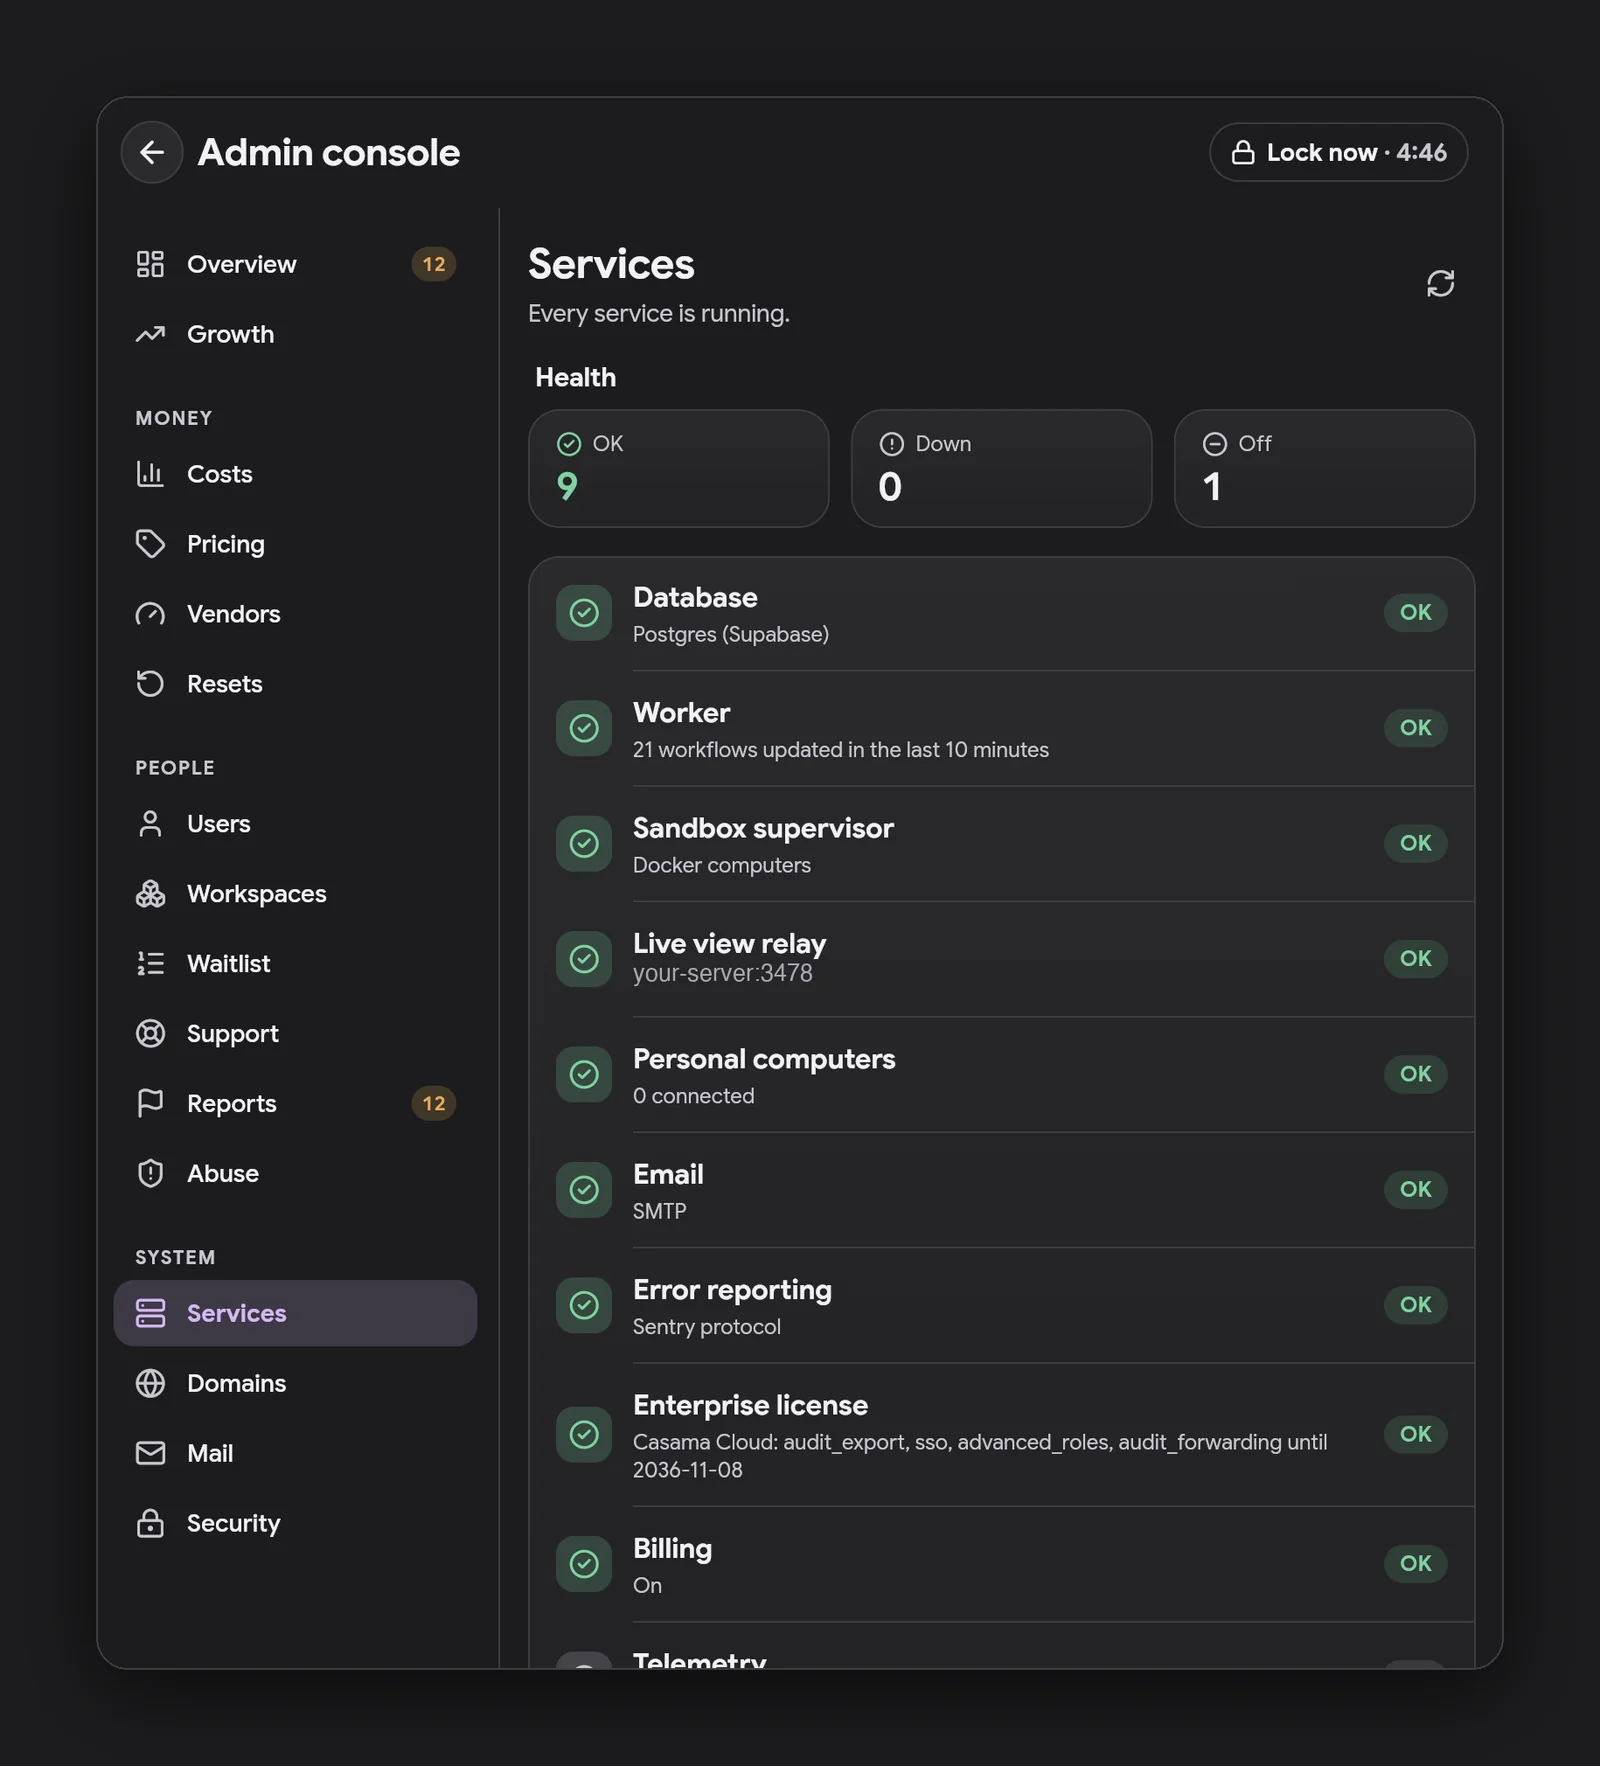 Admin console
Lock now · 4:46
Overview 12
Growth
MONEY
Costs
Pricing
Vendors
Resets
PEOPLE
Users
Workspaces
Waitlist
Support
Reports 12
Abuse
SYSTEM
Services
Domains
Mail
Security
Services
Every service is running.
Health
OK
9
Down
0
Off
1
Database
Postgres (Supabase)
OK
Worker
21 workflows updated in the last 10 minutes
OK
Sandbox supervisor
Docker computers
OK
Live view relay
your-server:3478
OK
Personal computers
0 connected
OK
Email
SMTP
OK
Error reporting
Sentry protocol
OK
Enterprise license
Casama Cloud: audit_export, sso, advanced_roles, audit_forwarding until
2036-11-08
OK
Billing
On
OK
Telemetry